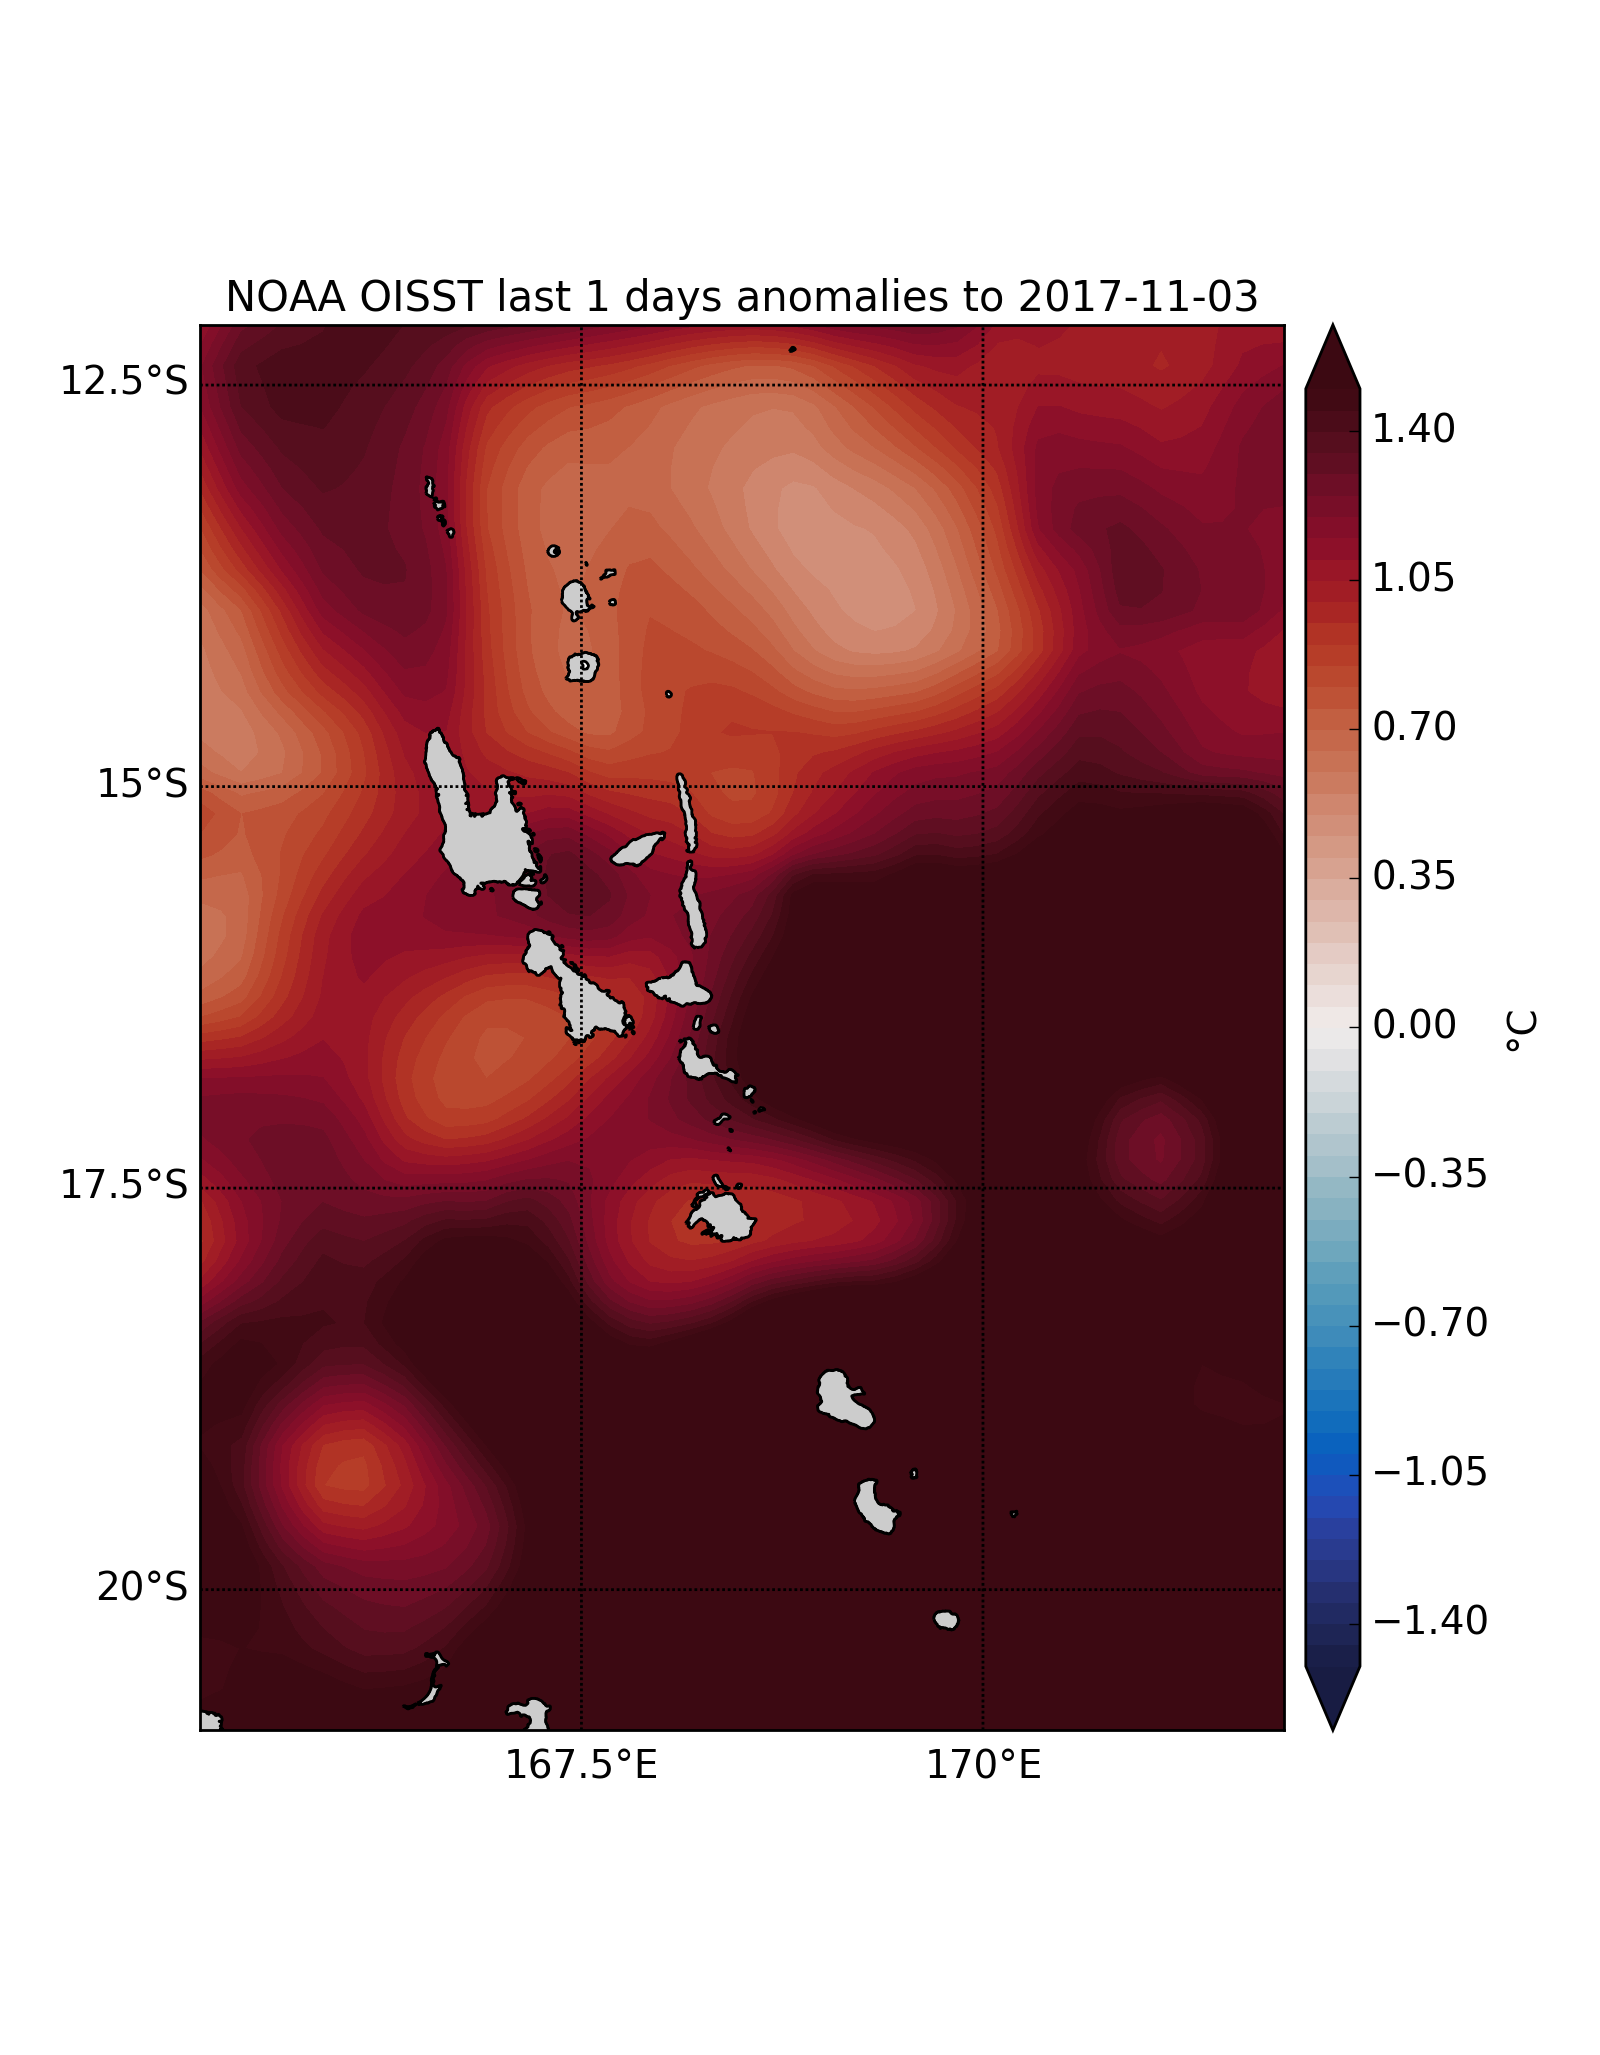 NOAA OISST last 1 days anomalies to 2017-11-03
12.5°S
15°S
17.5°S
20°S
167.5°E
170°E
1.40
1.05
0.70
0.35
0.00
−0.35
−0.70
−1.05
−1.40
°C